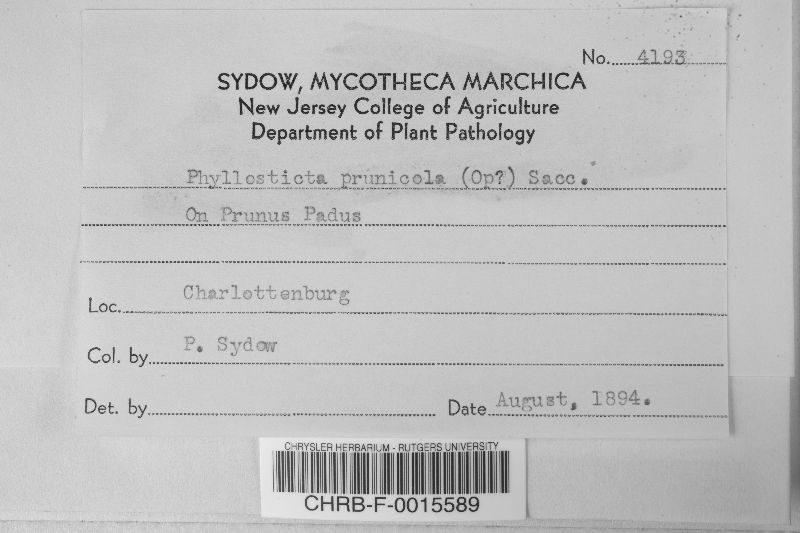 No. 4193
SYDOW, MYCOTHECA MARCHICA
New Jersey College of Agriculture
Department of Plant Pathology
Phyllosticta prunicola (Op?) Sacc.
On Prunus Padus
Loc. Charlottenburg
Col. by P. Sydow
Det. by
Date August, 1894.
CHRYSLER HERBARIUM - RUTGERS UNIVERSITY
CHRB-F-0015589